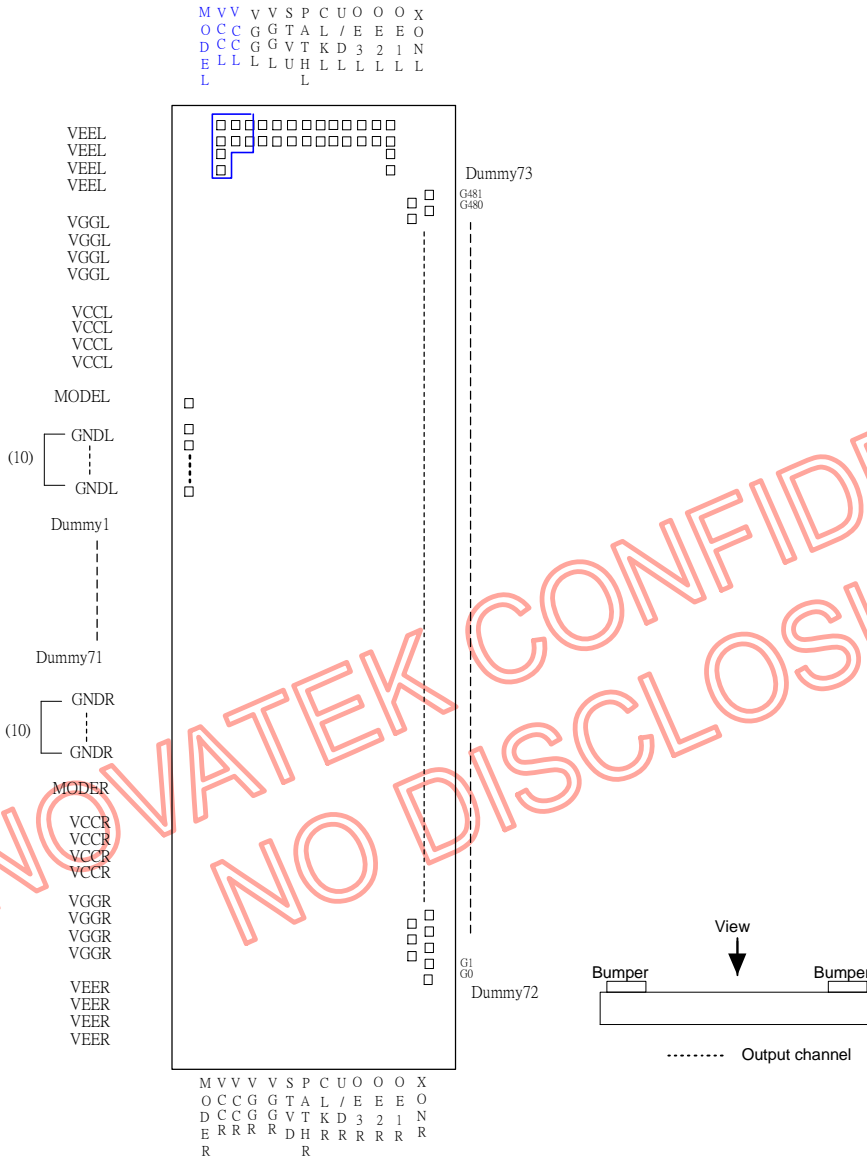 MODEL VCCL VCCL VGGL VGGL STVU PATHL CLKL U/DL OE3L OE2L OE1L XONL
VEEL
VEEL
VEEL
VEEL
Dummy73
G481
G480
VGGL
VGGL
VGGL
VGGL
VCCL
VCCL
VCCL
VCCL
MODEL
GNDL
(10)
GNDL
Dummy1
Dummy71
GNDR
(10)
GNDR
MODER
VCCR
VCCR
VCCR
VCCR
VGGR
VGGR
VGGR
VGGR
VEER
VEER
VEER
VEER
G1
G0
Dummy72
View
Bumper Bumper
Output channel
MODER VCCR VCCR VGGR VGGR STVD PATHR CLKR U/DR OE3R OE2R OE1R XONR
NOVATEK
NO